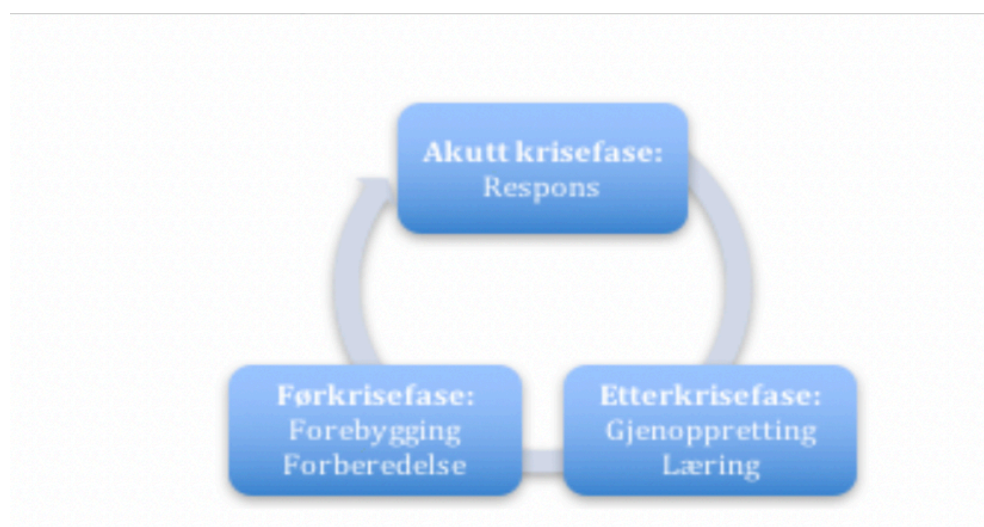 Akutt krisefase:
Respons
Førkrisefase:
Forebygging
Forberedelse
Etterkrisefase:
Gjenoppretting
Læring